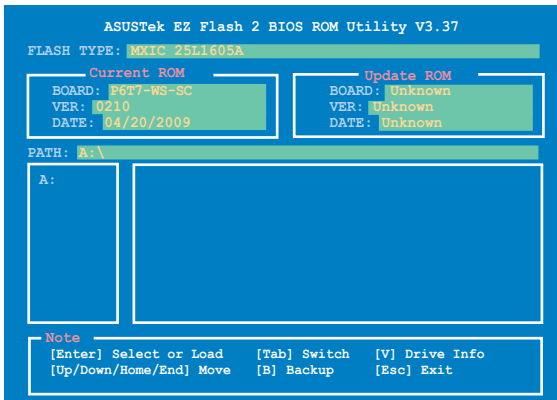 ASUSTek EZ Flash 2 BIOS ROM Utility V3.37
FLASH TYPE: MXIC 25L1605A
Current ROM
BOARD: P6T7-WS-SC
VER: 0210
DATE: 04/20/2009
Update ROM
BOARD: Unknown
VER: Unknown
DATE: Unknown
PATH: A:\
A:
Note
[Enter] Select or Load [Tab] Switch [V] Drive Info
[Up/Down/Home/End] Move [B] Backup [Esc] Exit